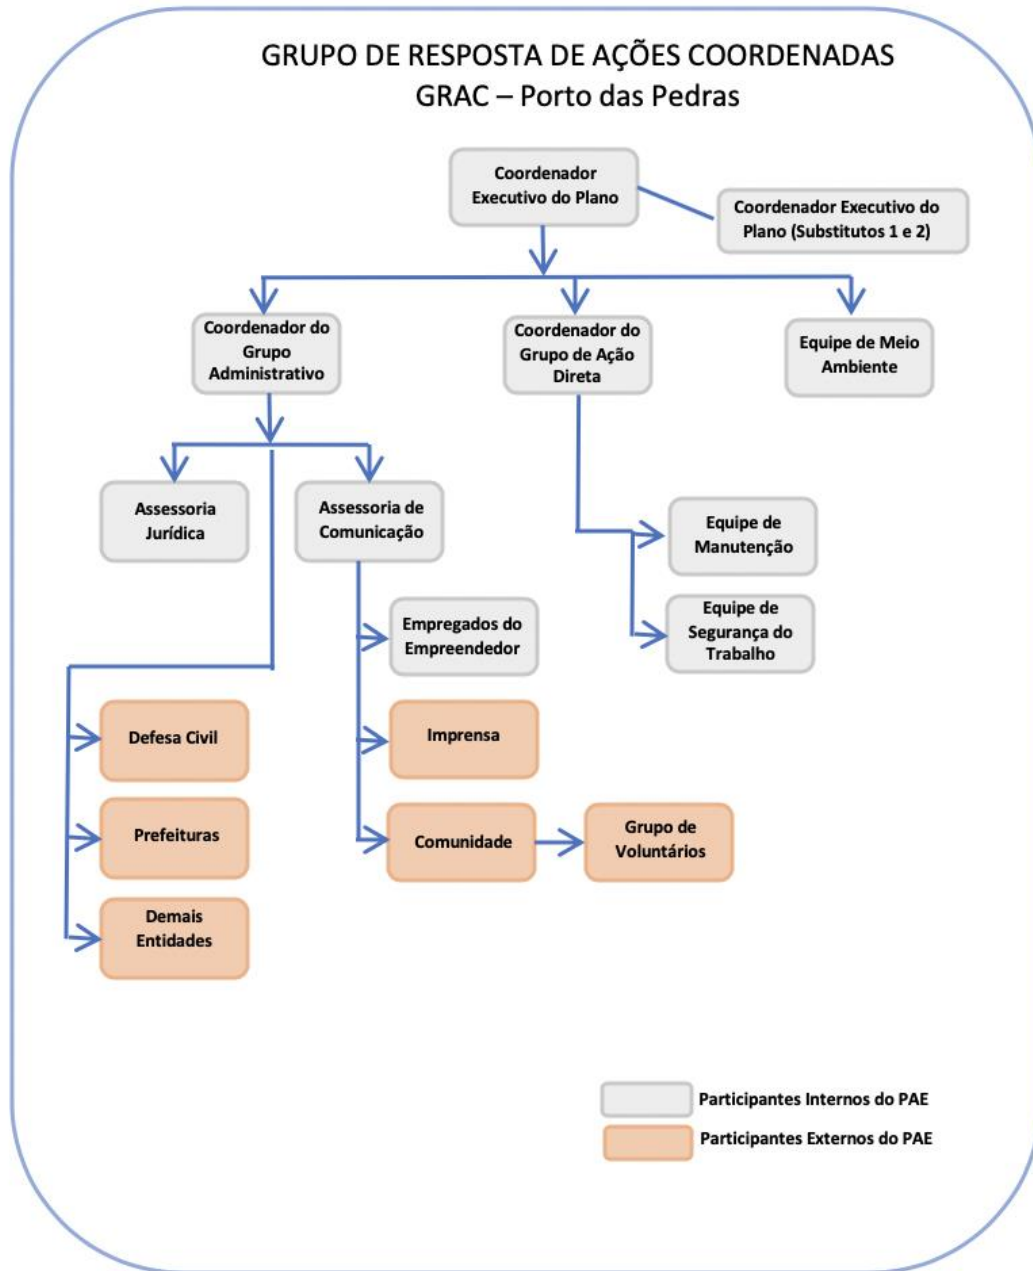 GRUPO DE RESPOSTA DE AÇÕES COORDENADAS
GRAC – Porto das Pedras
Coordenador
Executivo do Plano
Coordenador Executivo do
Plano (Substitutos 1 e 2)
Coordenador do
Grupo
Administrativo
Coordenador do
Grupo de Ação
Direta
Equipe de Meio
Ambiente
Assessoria
Jurídica
Assessoria de
Comunicação
Equipe de
Manutenção
Empregados do
Empreendedor
Equipe de
Segurança do
Trabalho
Defesa Civil
Imprensa
Prefeituras
Comunidade
Grupo de
Voluntários
Demais
Entidades
Participantes Internos do PAE
Participantes Externos do PAE